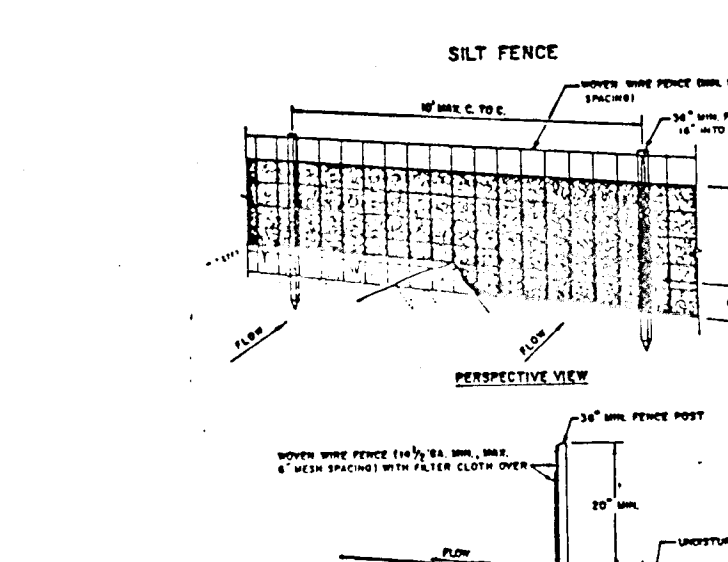 SILT FENCE
WOVEN WIRE FENCE (MIN.
SPACING)
10' MAX. C. TO C.
36" MIN.
16" INTO
FLOW
FLOW
PERSPECTIVE VIEW
36" MIN. FENCE POST
WOVEN WIRE FENCE (14 1/2 GA. MIN., MAX.
6" MESH SPACING) WITH FILTER CLOTH OVER
20" MIN.
UNDISTUR
FLOW